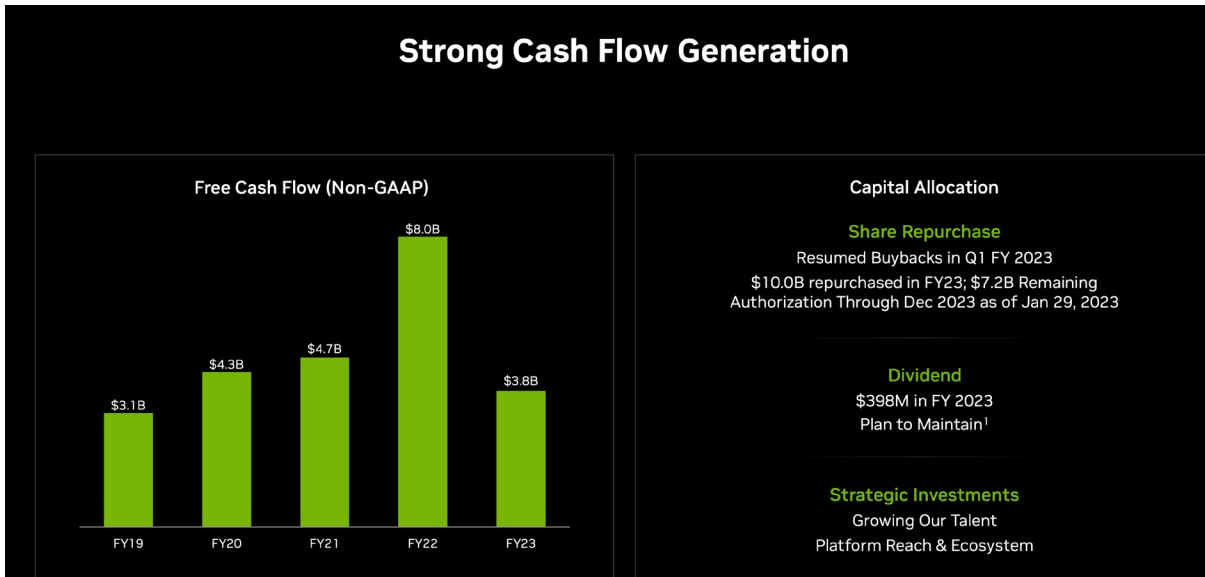 Strong Cash Flow Generation
Free Cash Flow (Non-GAAP)
$8.0B
$4.7B
$4.3B
$3.8B
$3.1B
FY19 FY20 FY21 FY22 FY23
Capital Allocation
Share Repurchase
Resumed Buybacks in Q1 FY 2023
$10.0B repurchased in FY23; $7.2B Remaining
Authorization Through Dec 2023 as of Jan 29, 2023
Dividend
$398M in FY 2023
Plan to Maintain¹
Strategic Investments
Growing Our Talent
Platform Reach & Ecosystem